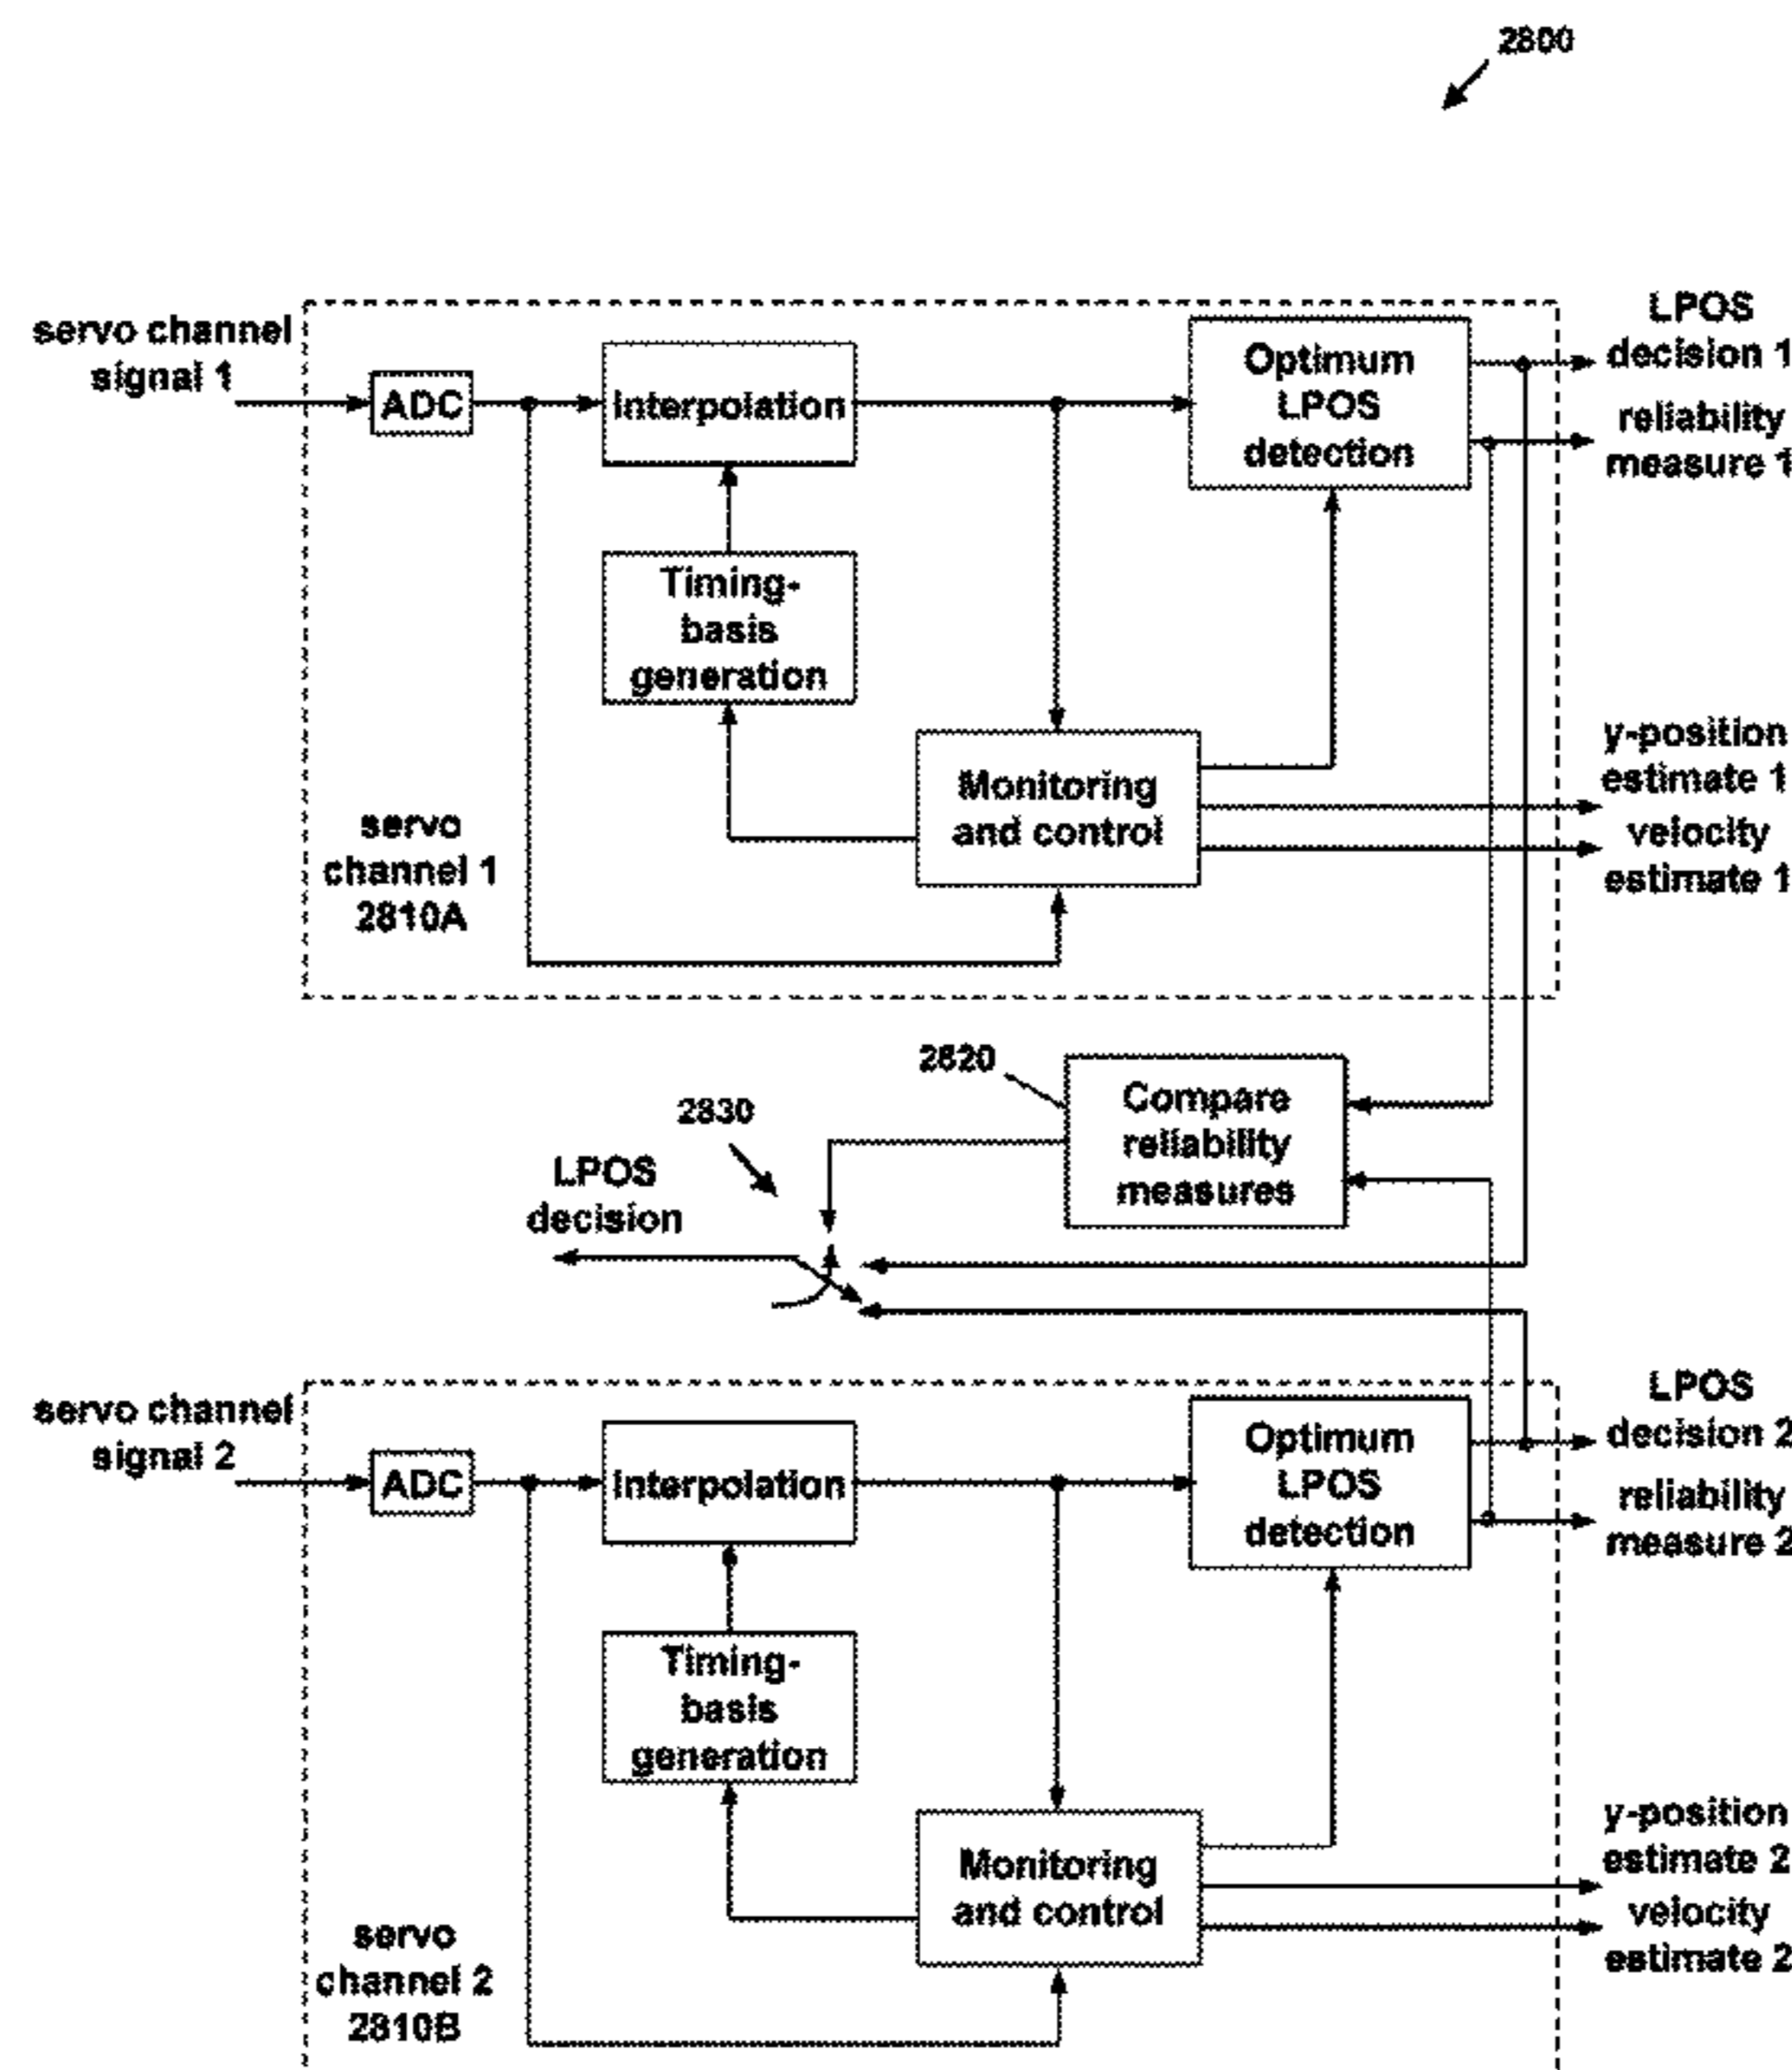 2800
servo channel
signal 1
ADC
Interpolation
Optimum
LPOS
detection
LPOS
decision 1
reliability
measure 1
Timing-
basis
generation
Monitoring
and control
y-position
estimate 1
velocity
estimate 1
servo
channel 1
2810A
2820
Compare
reliability
measures
2830
LPOS
decision
servo channel
signal 2
ADC
Interpolation
Optimum
LPOS
detection
LPOS
decision 2
reliability
measure 2
Timing-
basis
generation
Monitoring
and control
y-position
estimate 2
velocity
estimate 2
servo
channel 2
2810B